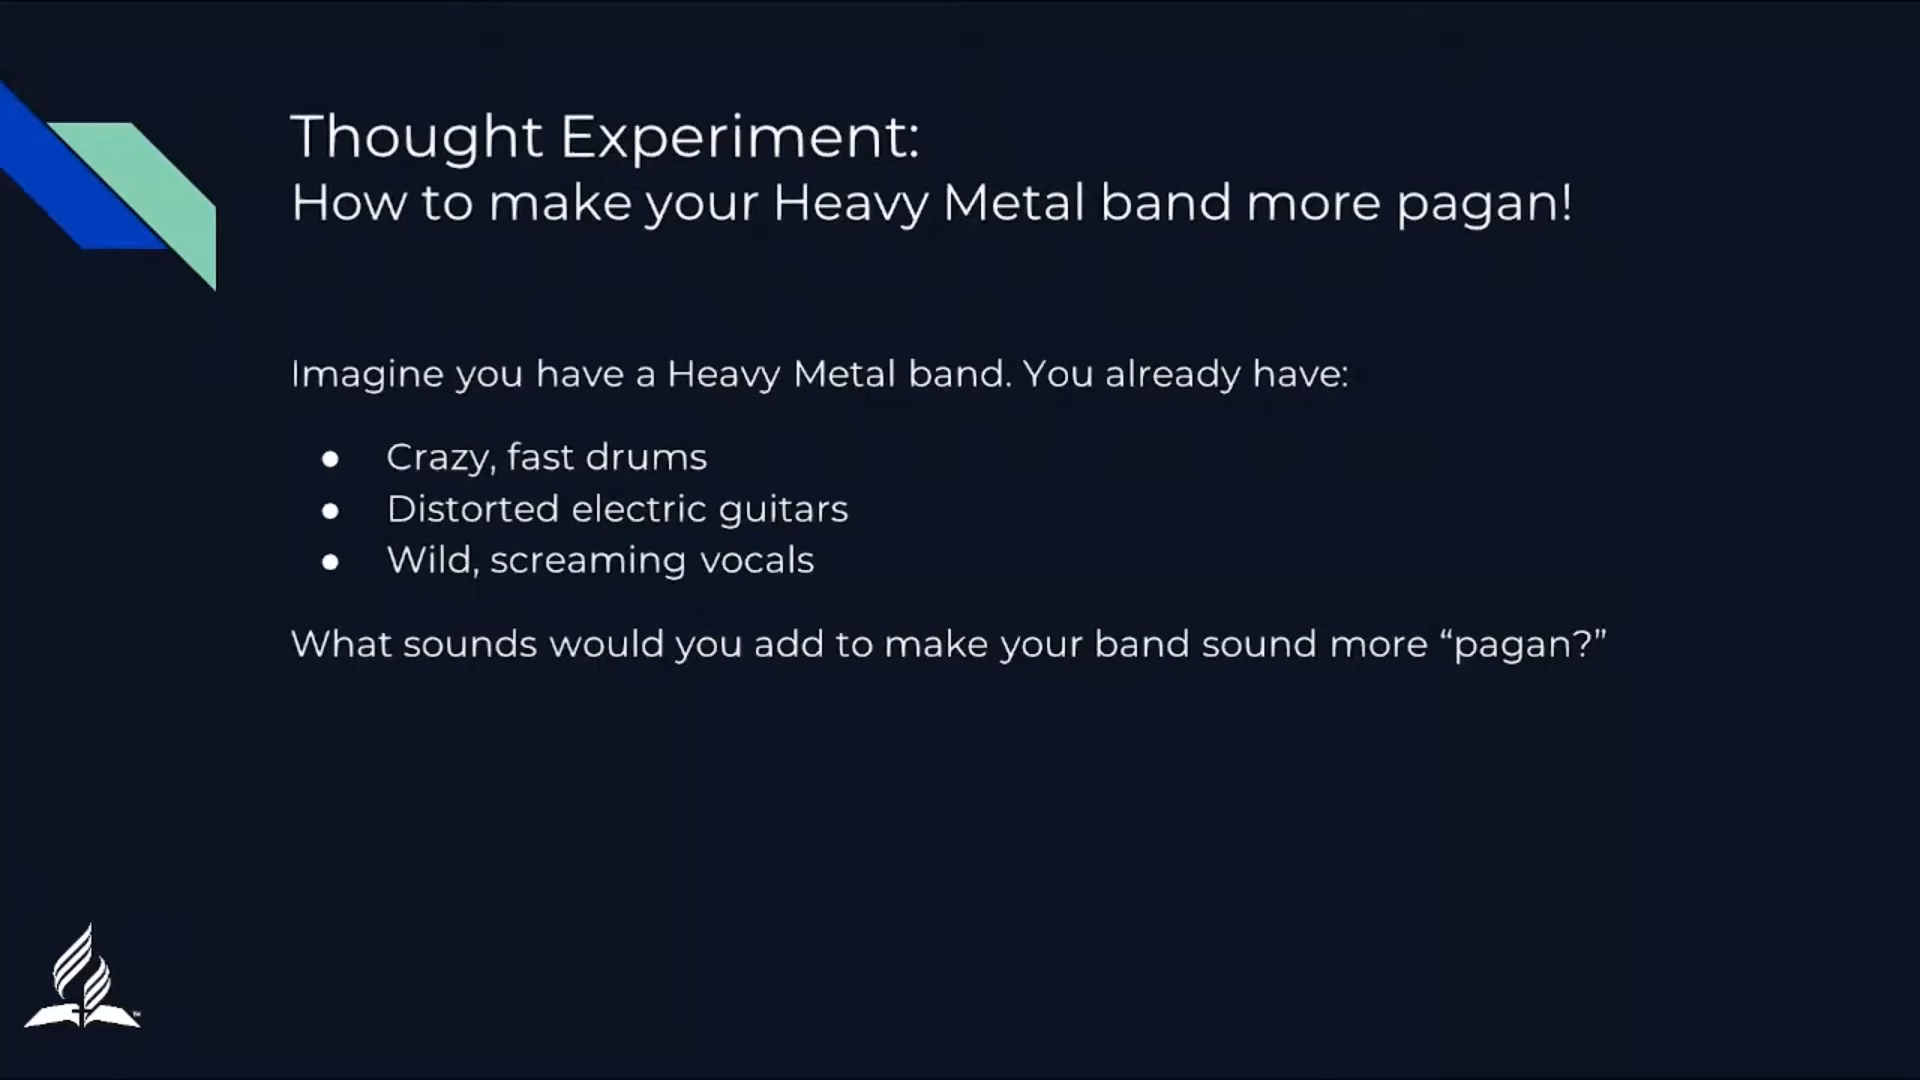 Thought Experiment:
How to make your Heavy Metal band more pagan!
Imagine you have a Heavy Metal band. You already have:
● Crazy, fast drums
● Distorted electric guitars
● Wild, screaming vocals
What sounds would you add to make your band sound more “pagan?”